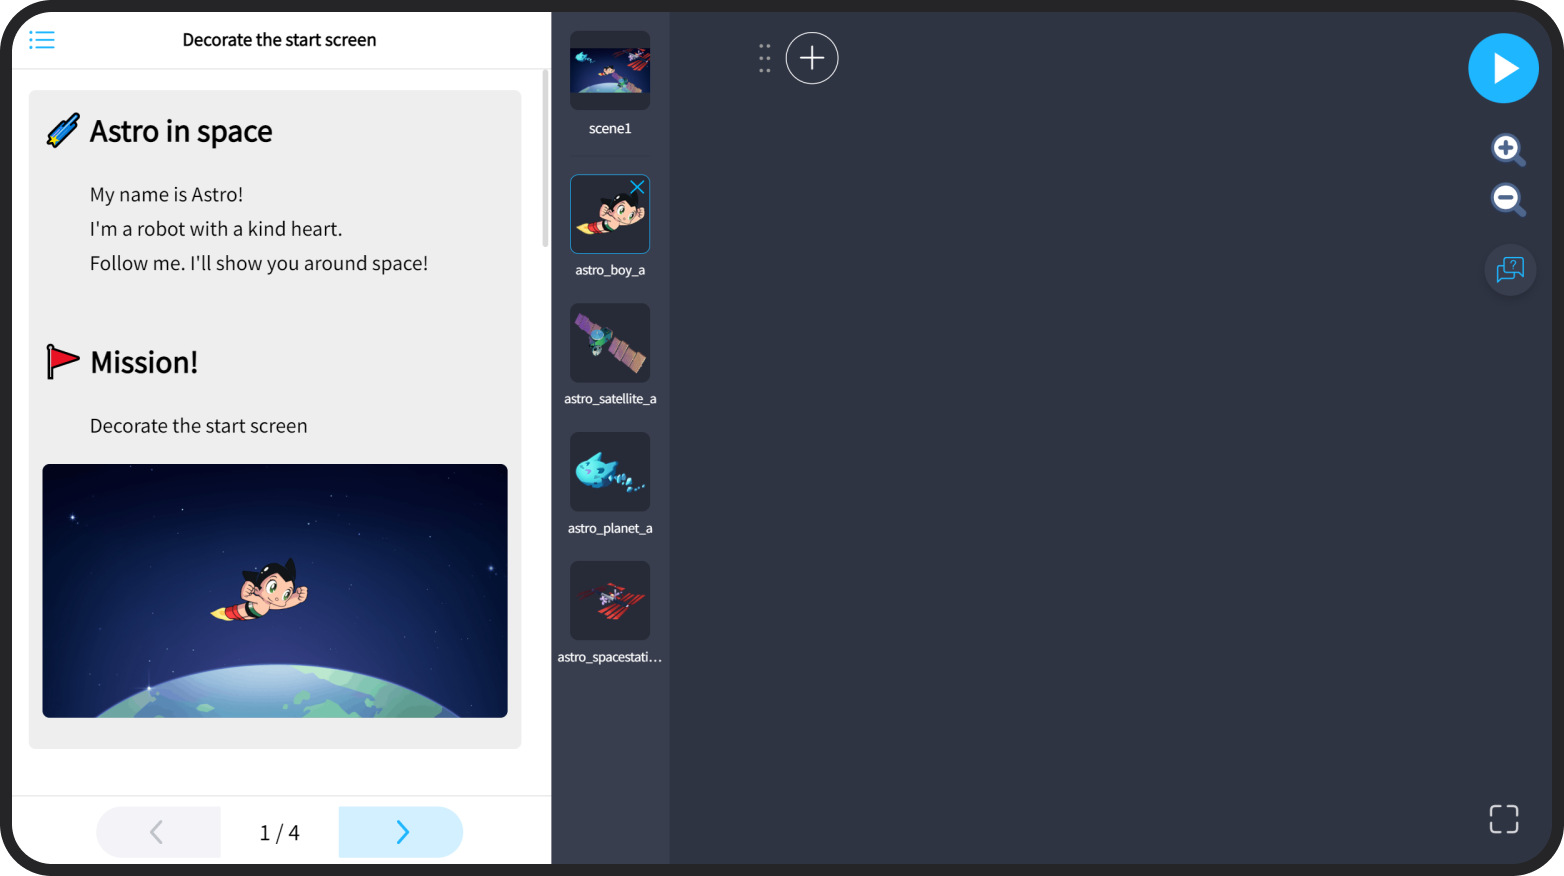 Decorate the start screen
Astro in space
My name is Astro!
I'm a robot with a kind heart.
Follow me. I'll show you around space!
Mission!
Decorate the start screen
1 / 4
scene1
astro_boy_a
astro_satellite_a
astro_planet_a
astro_spacestati...